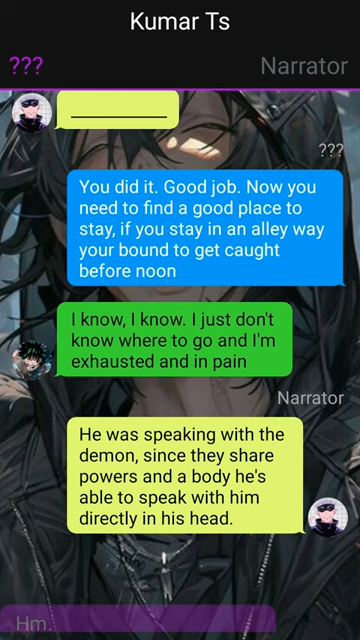 Kumar Ts
??? Narrator
???
You did it. Good job. Now you
need to find a good place to
stay, if you stay in an alley way
your bound to get caught
before noon
I know, I know. I just don't
know where to go and I'm
exhausted and in pain
Narrator
He was speaking with the
demon, since they share
powers and a body he's
able to speak with him
directly in his head.
Hm.